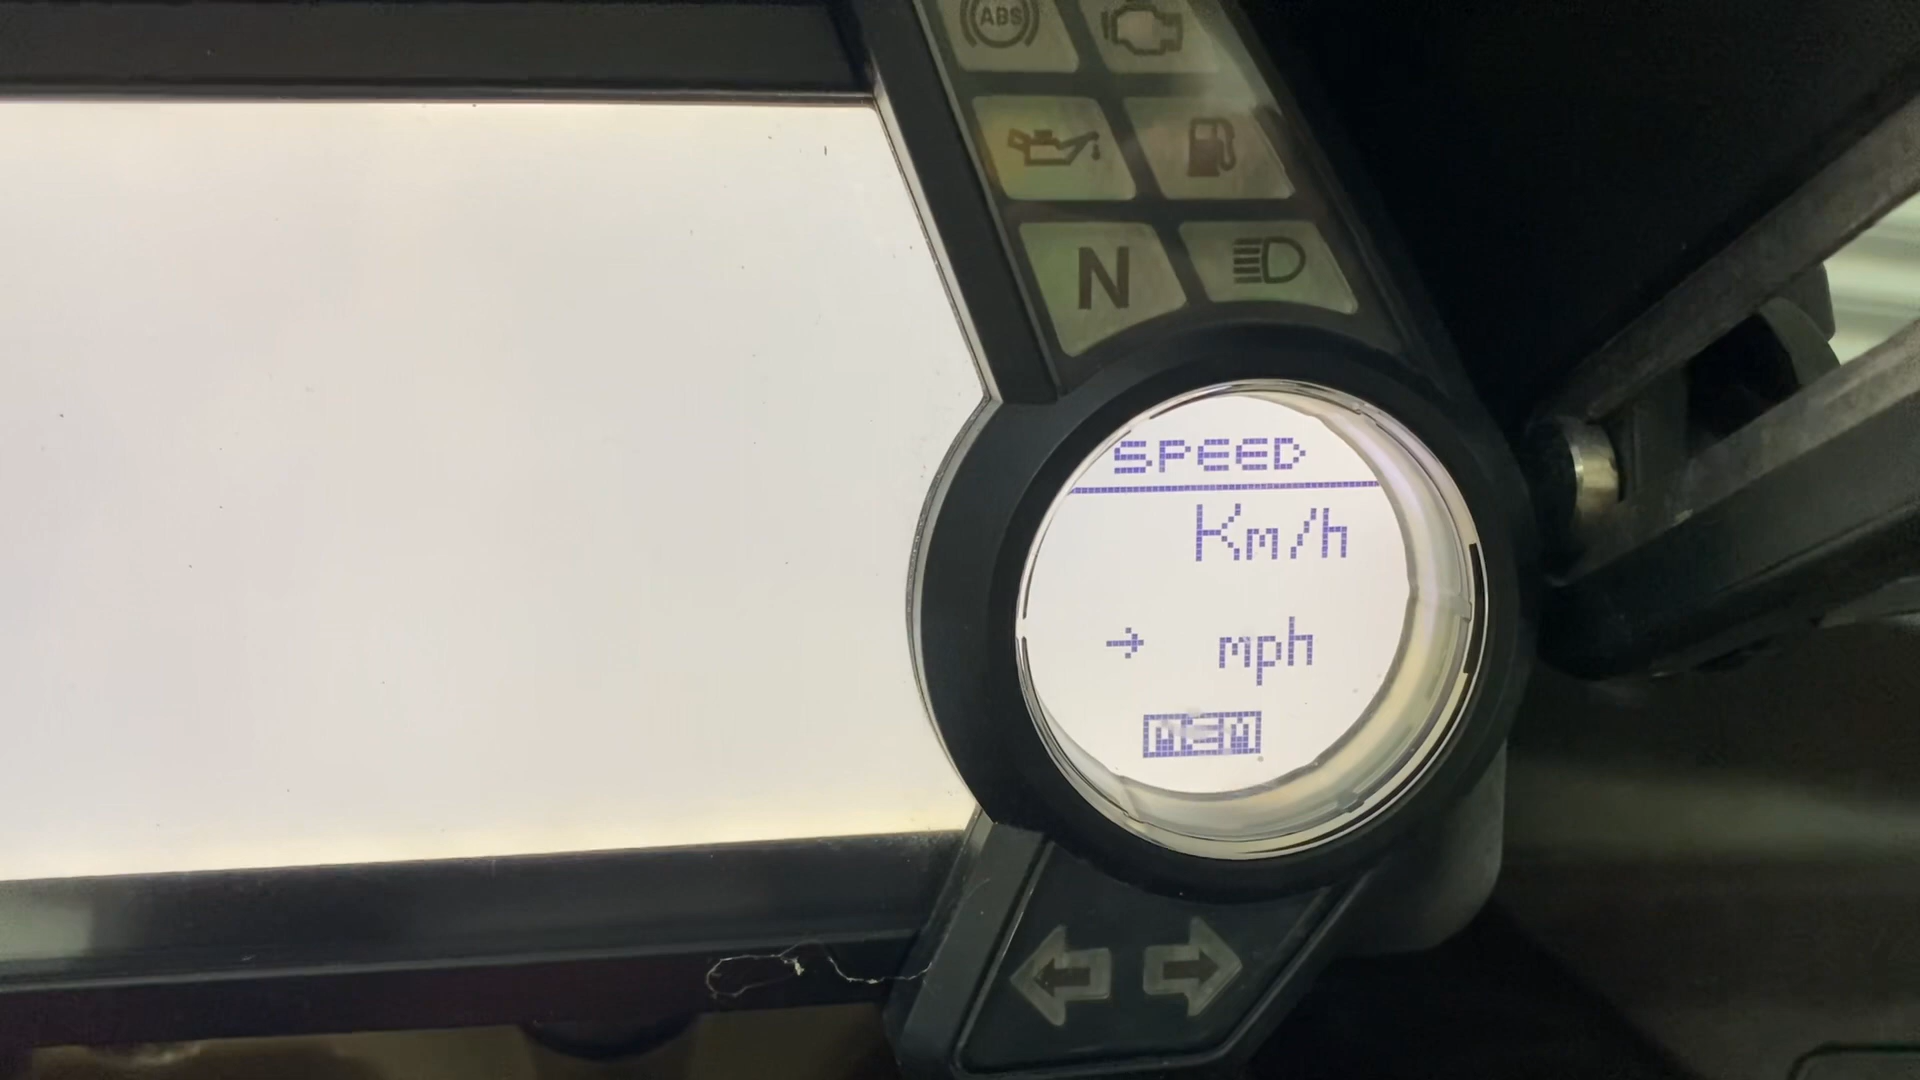 ABS
N
SPEED
Km/h
→ mph
MEM